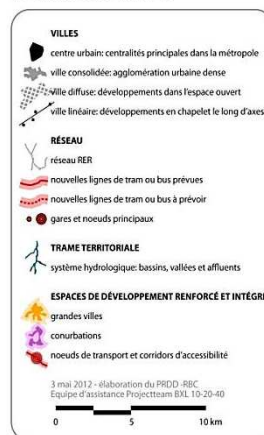 VILLES
centre urbain: centralités principales dans la métropole
ville consolidée: agglomération urbaine dense
ville diffuse: développements dans l'espace ouvert
ville linéaire: développements en chapelet le long d'axes
RÉSEAU
réseau RER
nouvelles lignes de tram ou bus prévues
nouvelles lignes de tram ou bus à prévoir
gares et noeuds principaux
TRAME TERRITORIALE
système hydrologique: bassins, vallées et affluents
ESPACES DE DÉVELOPPEMENT RENFORCÉ ET INTÉGRÉ
grandes villes
conurbations
noeuds de transport et corridors d'accessibilité
3 mai 2012 - élaboration du PRDD -RBC
Equipe d'assistance Projectteam BXL 10-20-40
0 5 10 km